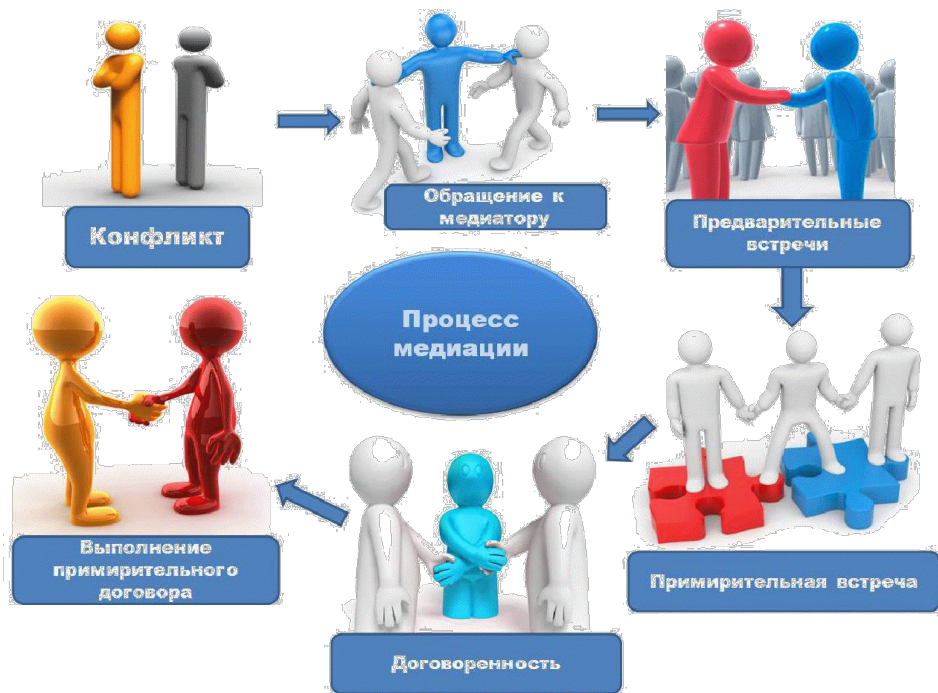 Конфликт
Обращение к
медиатору
Предварительные
встречи
Процесс
медиации
Примирительная встреча
Договоренность
Выполнение
примирительного
договора